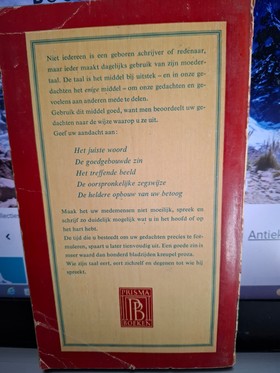 Niet iedereen is een geboren schrijver of redenaar,
maar ieder maakt dagelijks gebruik van zijn moeder-
taal. De taal is het middel bij uitstek – en in onze ge-
dachten het enige middel – om onze gedachten en ge-
voelens aan anderen mede te delen.
Gebruik dit middel goed, want men beoordeelt uw ge-
dachten naar de wijze waarop u ze uit.
Geef uw aandacht aan:
Het juiste woord
De goedgebouwde zin
Het treffende beeld
De oorspronkelijke zegswijze
De heldere opbouw van uw betoog
Maak het uw medemensen niet moeilijk, spreek en
schrijf en duidelijk mogelijk wat u in het hoofd of op
het hart hebt.
De tijd die u besteedt om uw gedachten precies te for-
muleren, spaart u later tienvoudig uit. Een goede zin is
meer waard dan honderd bladzijden kreupel proza.
Wie zijn taal eert, eert zichzelf en degenen tot wie hij
spreekt.
PRISMA
PB
BOEKEN
Antiek